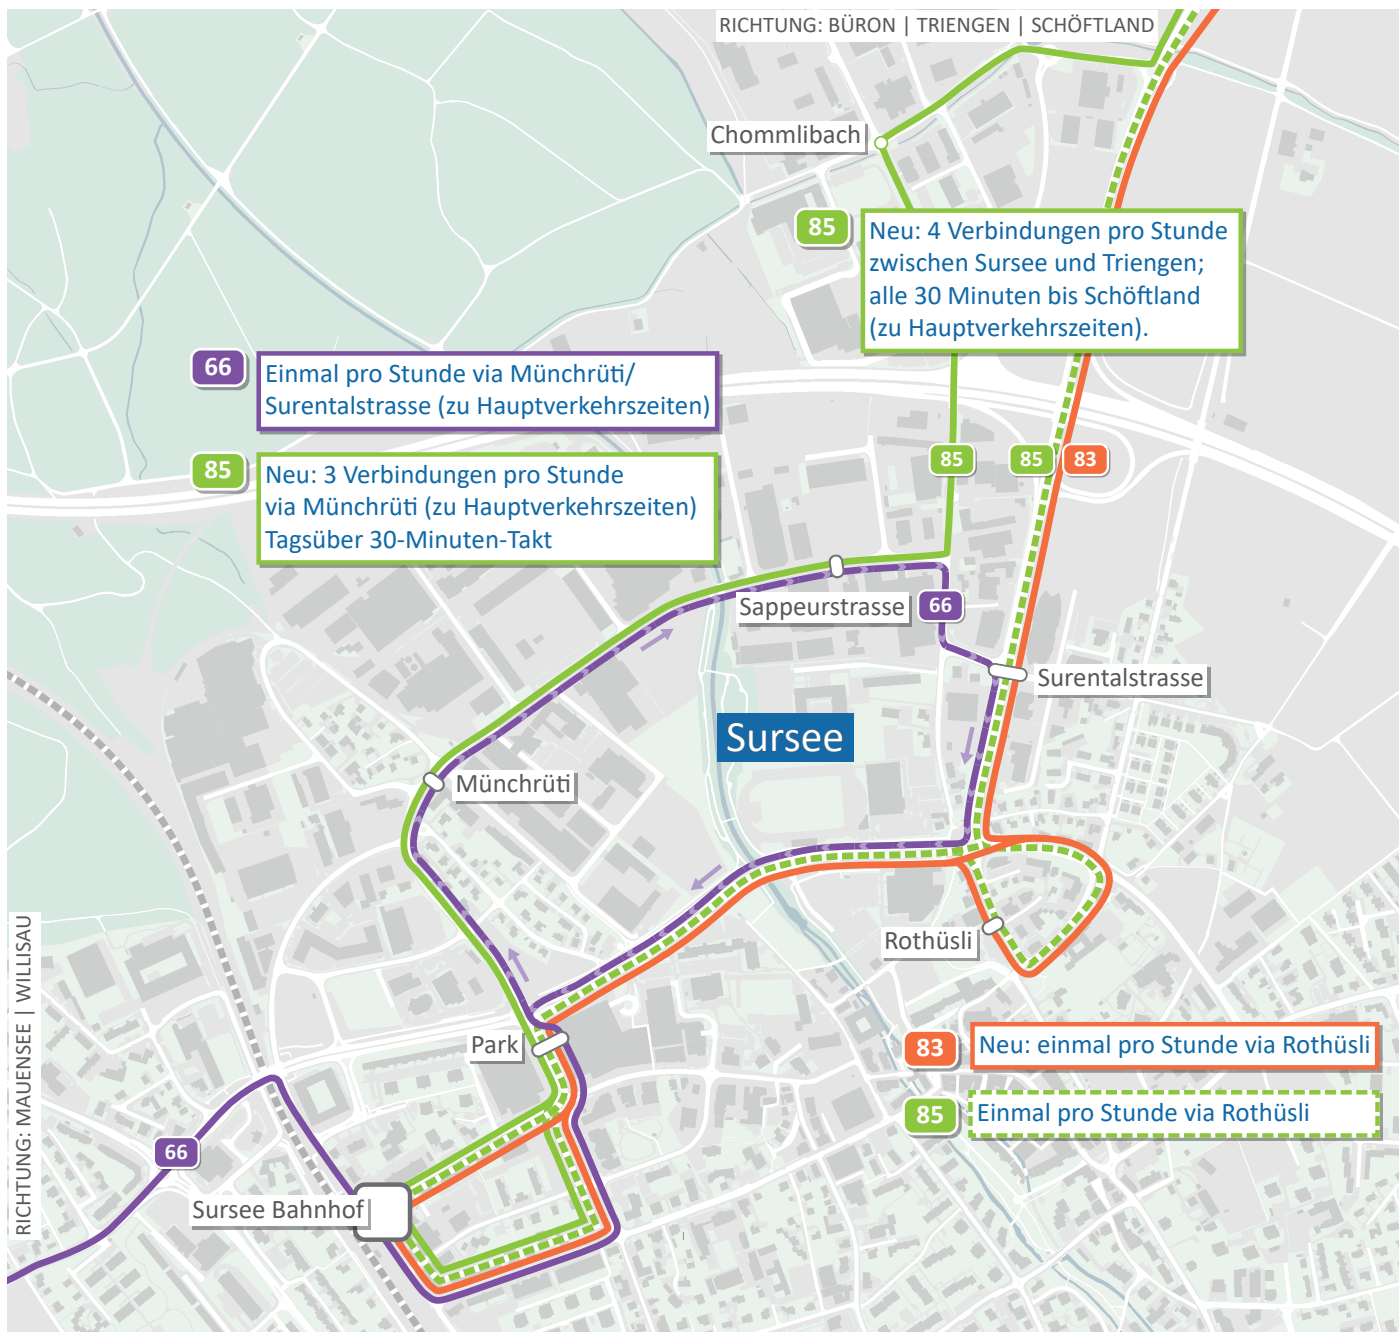 RICHTUNG: BÜRON | TRIENGEN | SCHÖFTLAND
Chommlibach
85
Neu: 4 Verbindungen pro Stunde
zwischen Sursee und Triengen;
alle 30 Minuten bis Schöftland
(zu Hauptverkehrszeiten).
66
Einmal pro Stunde via Münchrüti/
Surentalstrasse (zu Hauptverkehrszeiten)
85
Neu: 3 Verbindungen pro Stunde
via Münchrüti (zu Hauptverkehrszeiten)
Tagsüber 30-Minuten-Takt
85
85
83
Sappeurstrasse
66
Surentalstrasse
Sursee
Münchrüti
Rothüsli
RICHTUNG: MAUENSEE | WILLISAU
Park
83
Neu: einmal pro Stunde via Rothüsli
85
Einmal pro Stunde via Rothüsli
66
Sursee Bahnhof